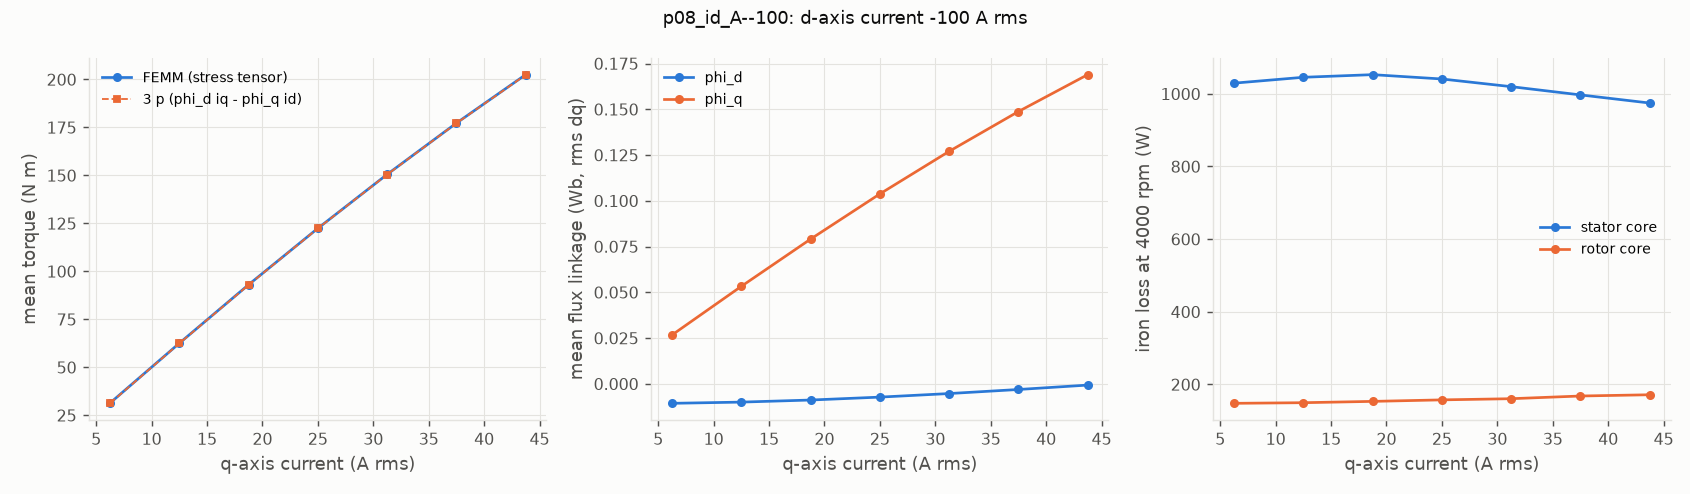 p08_id_A--100: d-axis current -100 A rms
mean torque (N m)
200
175
150
125
100
75
50
25
FEMM (stress tensor)
3 p (phi_d iq - phi_q id)
5 10 15 20 25 30 35 40 45
q-axis current (A rms)
mean flux linkage (Wb, rms dq)
0.175
0.150
0.125
0.100
0.075
0.050
0.025
0.000
phi_d
phi_q
5 10 15 20 25 30 35 40 45
q-axis current (A rms)
iron loss at 4000 rpm (W)
1000
800
600
400
200
stator core
rotor core
5 10 15 20 25 30 35 40 45
q-axis current (A rms)